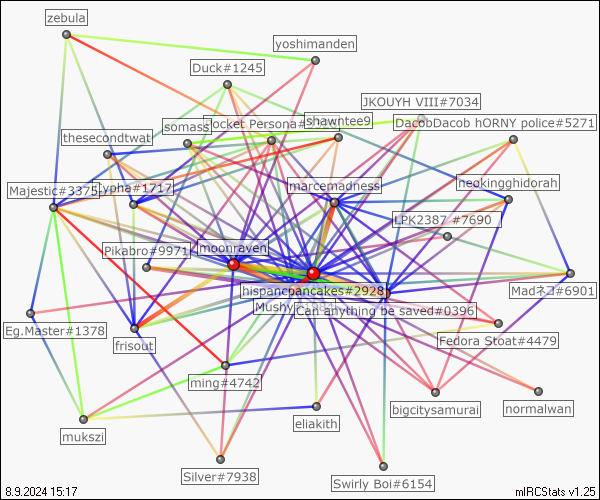 zebula
yoshimanden
Duck#1245
JKOUYH VIII#7034
somass
Pocket Persona#
shawntee9
DacobDacob hORNY police#5271
thesecondtwat
Majestic#3375
ypha#1717
marcemadness
neokingghidorah
LPK2387 #7690
moonraven
Pikabro#9971
hispancpancakes#2928
Madネコ#6901
Mushy
Can anything be saved#0396
Eg.Master#1378
frisout
Fedora Stoat#4479
ming#4742
bigcitysamurai
normalwan
mukszi
eliakith
Silver#7938
Swirly Boi#6154
8.9.2024 15:17
mIRCStats v1.25